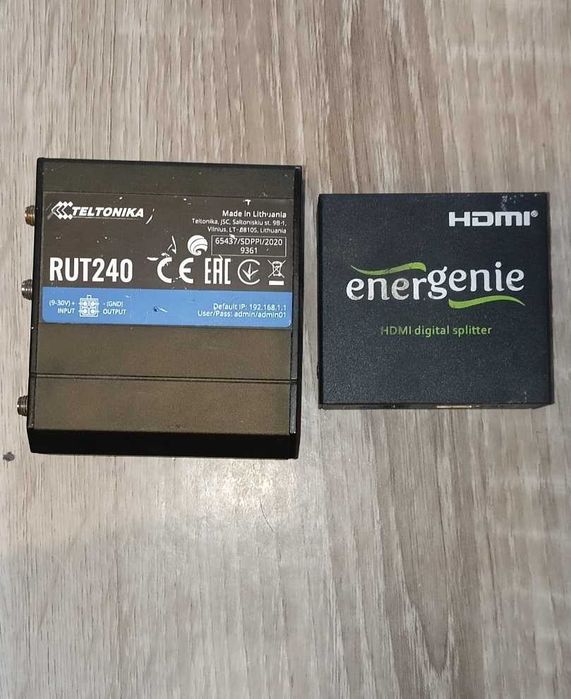 TELTONIKA
Made in Lithuania
Teltonika, JSC, Saltoniskiu st. 9B-1,
Vilnius, LT-08105, Lithuania
65437/SDPPI/2020
9361
RUT240
CE EAC
(9-30V)+ -(GND)
INPUT OUTPUT
Default IP: 192.168.1.1
User/Pass: admin/admin01
HDMI®
energenie
HDMI digital splitter